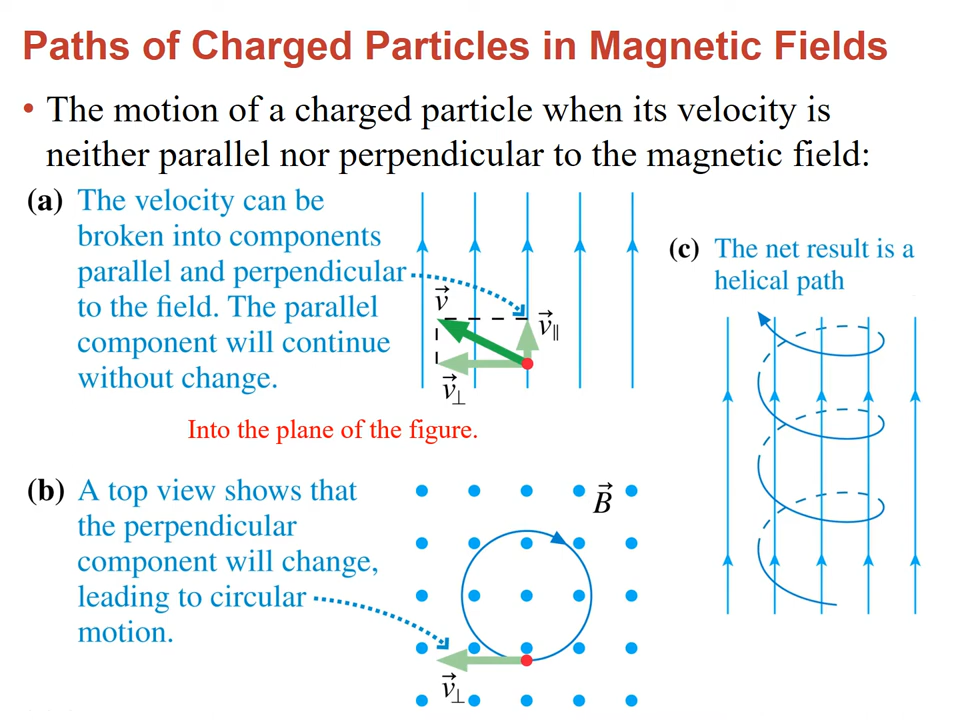 Paths of Charged Particles in Magnetic Fields
• The motion of a charged particle when its velocity is
neither parallel nor perpendicular to the magnetic field:
(a) The velocity can be
broken into components
parallel and perpendicular
to the field. The parallel
component will continue
without change.
v⃗
v⃗∥
v⃗⊥
Into the plane of the figure.
(c) The net result is a
helical path
(b) A top view shows that
the perpendicular
component will change,
leading to circular
motion.
B⃗
v⃗⊥